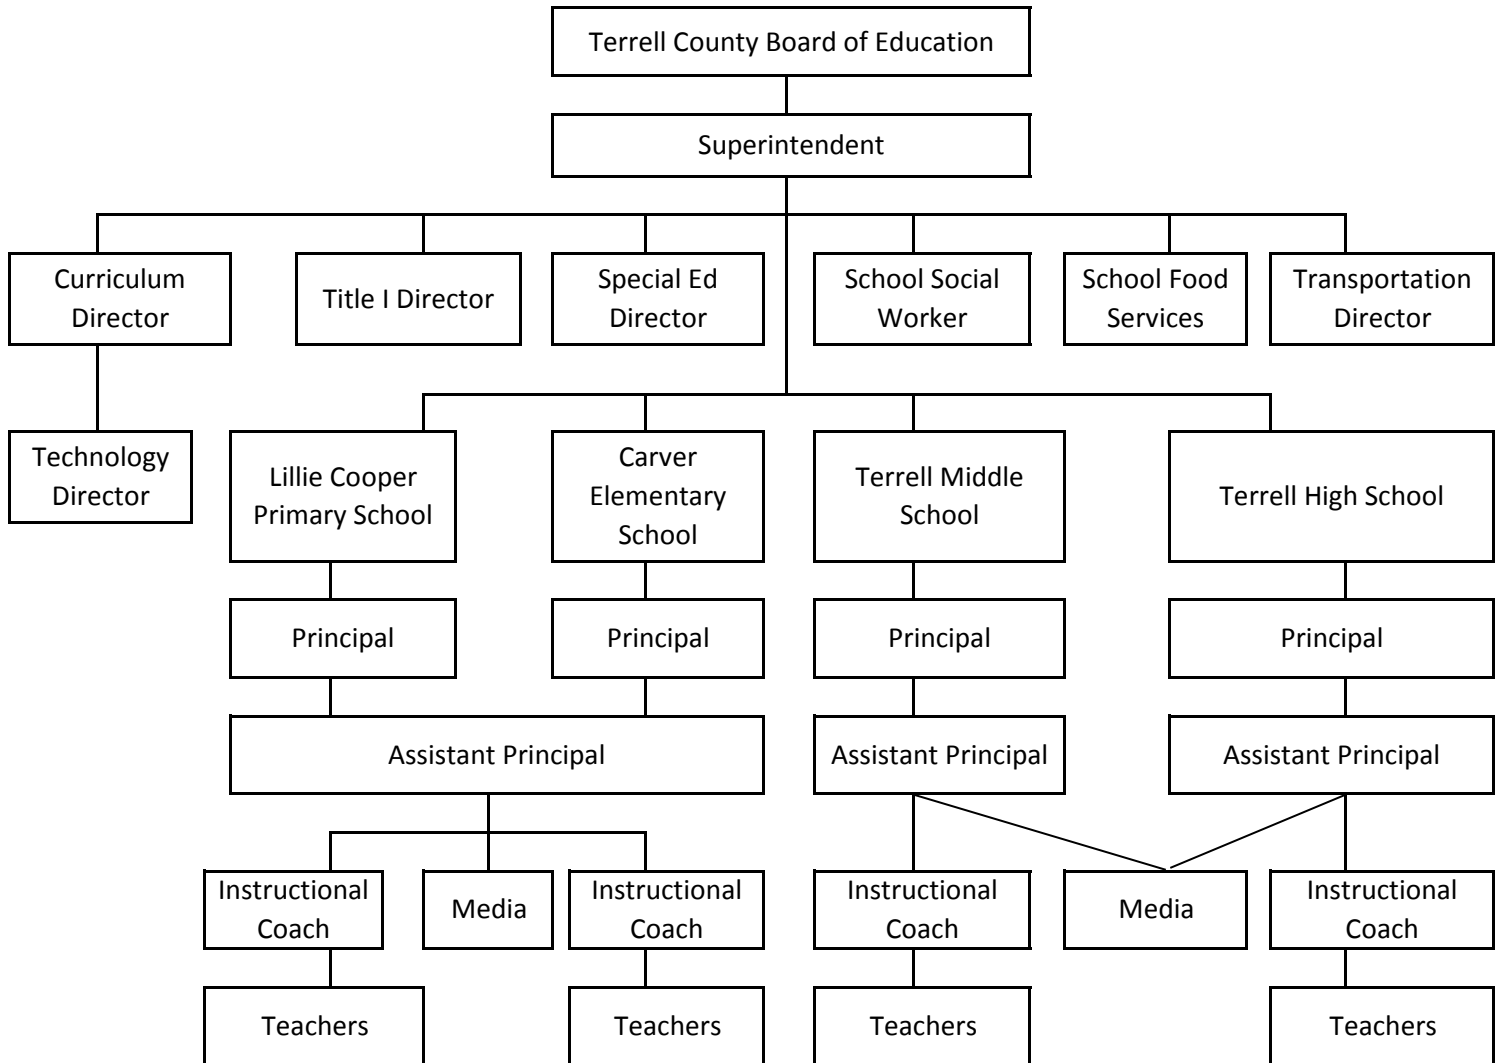 Terrell County Board of Education
Superintendent
Curriculum
Director
Title I Director
Special Ed
Director
School Social
Worker
School Food
Services
Transportation
Director
Technology
Director
Lillie Cooper
Primary School
Carver
Elementary
School
Terrell Middle
School
Terrell High School
Principal
Principal
Principal
Principal
Assistant Principal
Assistant Principal
Assistant Principal
Instructional
Coach
Media
Instructional
Coach
Instructional
Coach
Media
Instructional
Coach
Teachers
Teachers
Teachers
Teachers